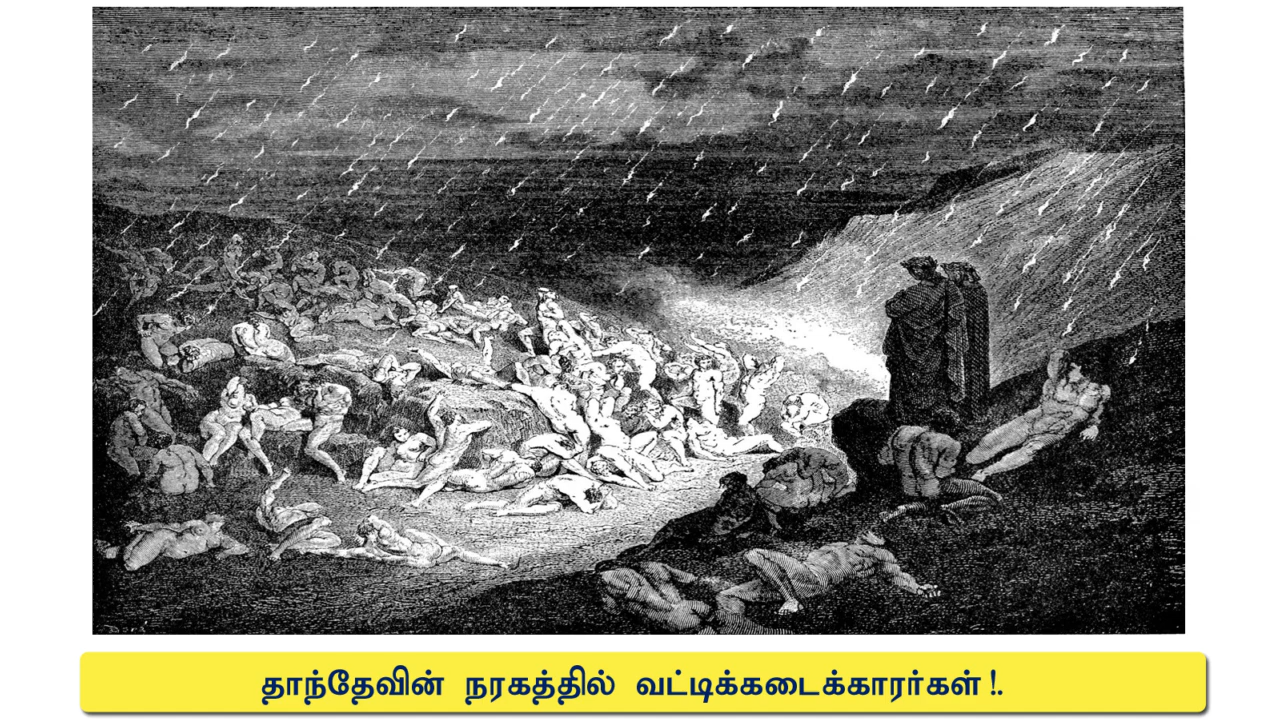 தாந்தேவின் நரகத்தில் வட்டிக்கடைக்காரர்கள் !.